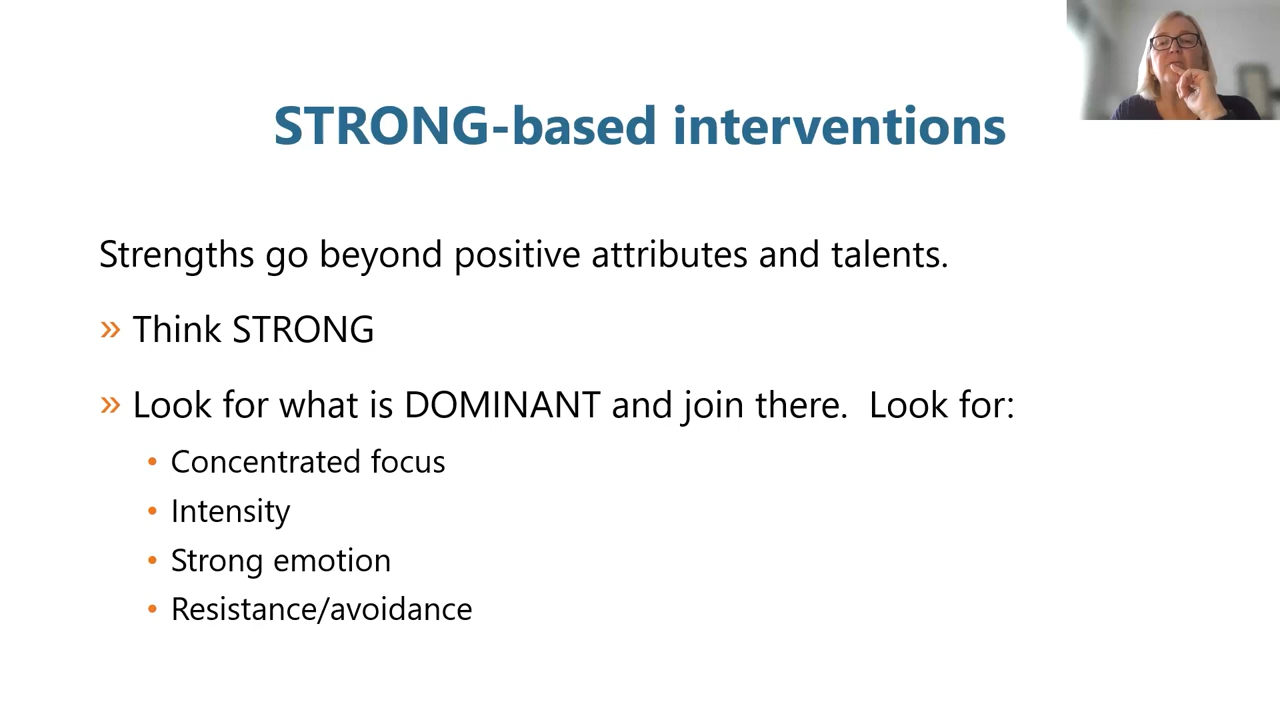 STRONG-based interventions
Strengths go beyond positive attributes and talents.
» Think STRONG
» Look for what is DOMINANT and join there.  Look for:
• Concentrated focus
• Intensity
• Strong emotion
• Resistance/avoidance